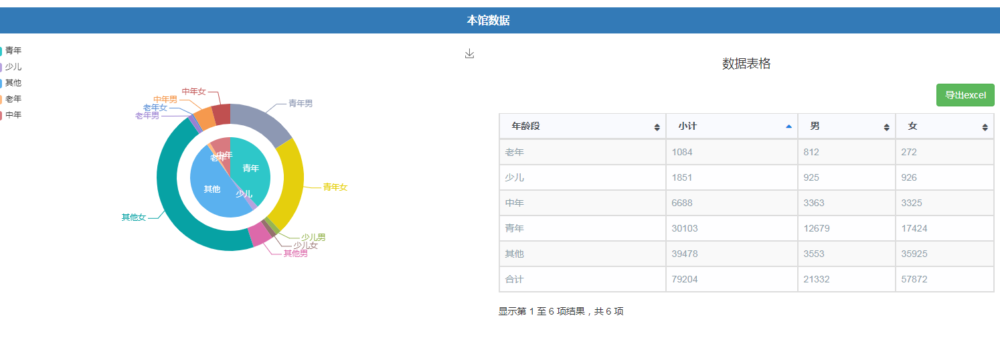 本馆数据
青年
少儿
其他
老年
中年
中年女
中年男
老年女
老年男
青年男
青年女
其他女
少儿男
少儿女
其他男
中年
老年
青年
其他
少儿
数据表格
导出excel
年龄段 小计 男 女
老年 1084 812 272
少儿 1851 925 926
中年 6688 3363 3325
青年 30103 12679 17424
其他 39478 3553 35925
合计 79204 21332 57872
显示第 1 至 6 项结果，共 6 项